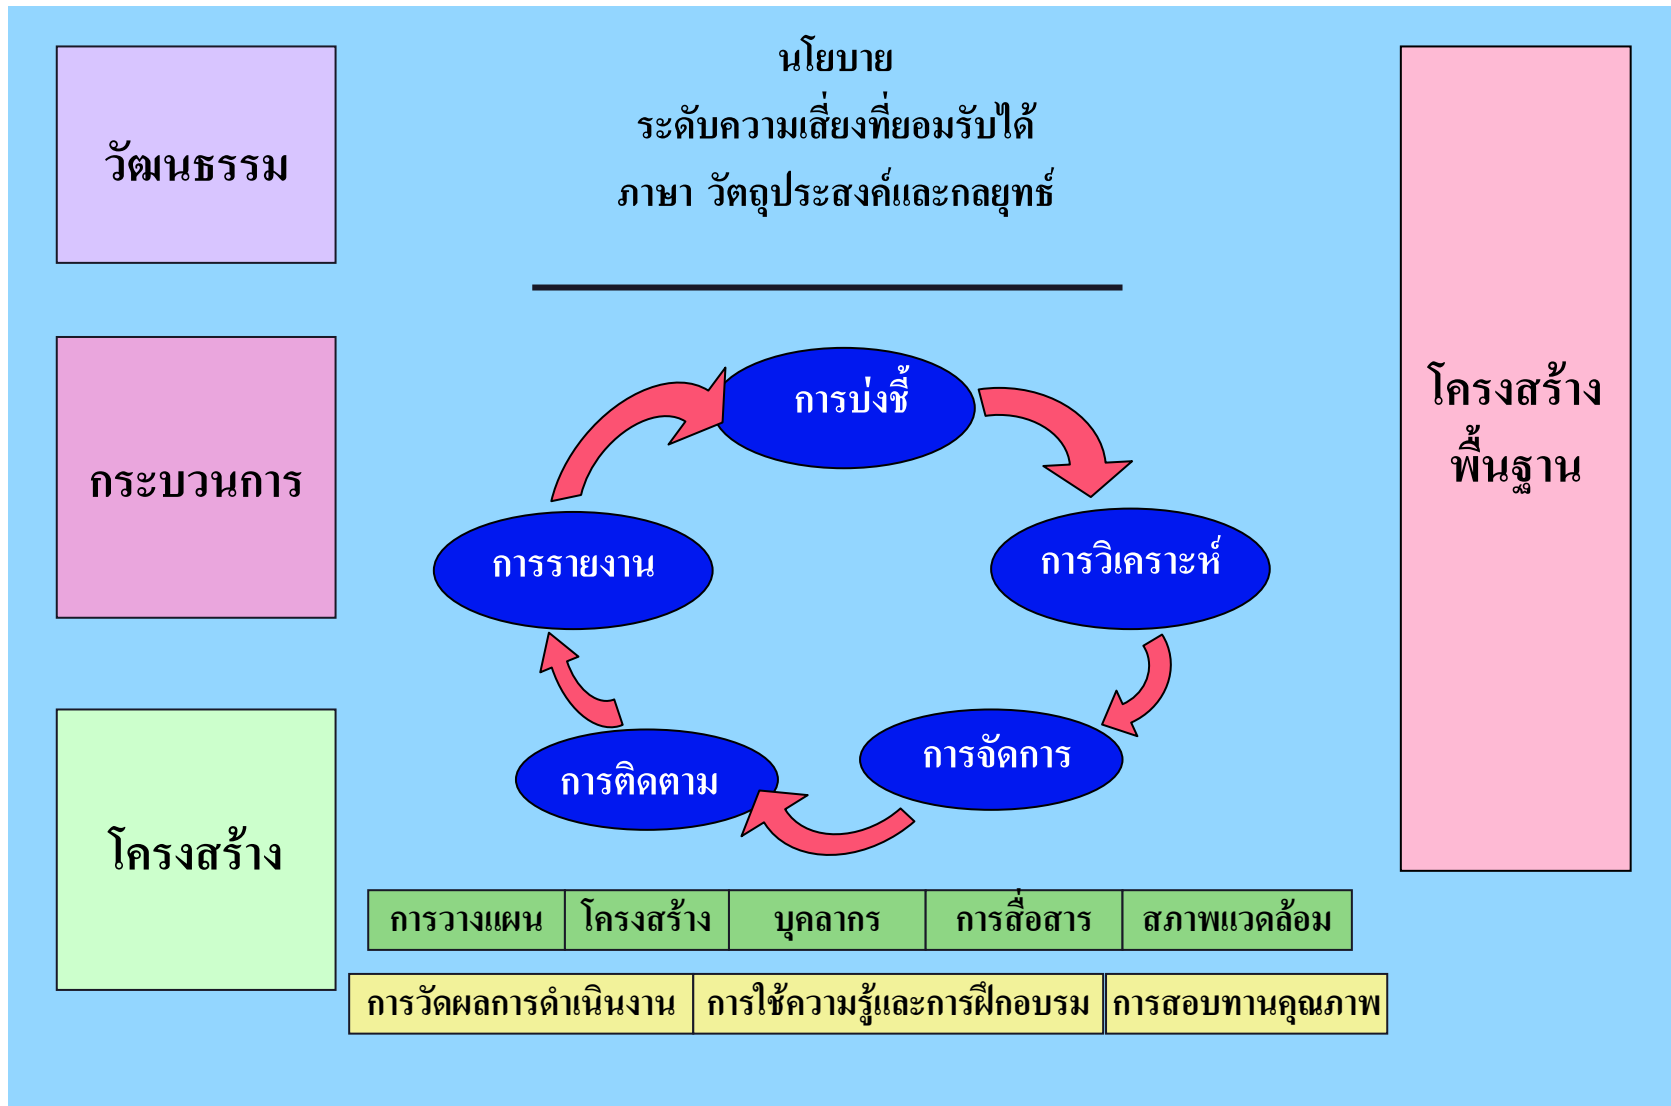 วัฒนธรรม
นโยบาย
ระดับความเสี่ยงที่ยอมรับได้
ภาษา วัตถุประสงค์และกลยุทธ์
กระบวนการ
การบ่งชี้
การวิเคราะห์
การจัดการ
การติดตาม
การรายงาน
โครงสร้าง
การวางแผน โครงสร้าง บุคลากร การสื่อสาร สภาพแวดล้อม
การวัดผลการดำเนินงาน การใช้ความรู้และการฝึกอบรม การสอบทานคุณภาพ
โครงสร้าง
พื้นฐาน